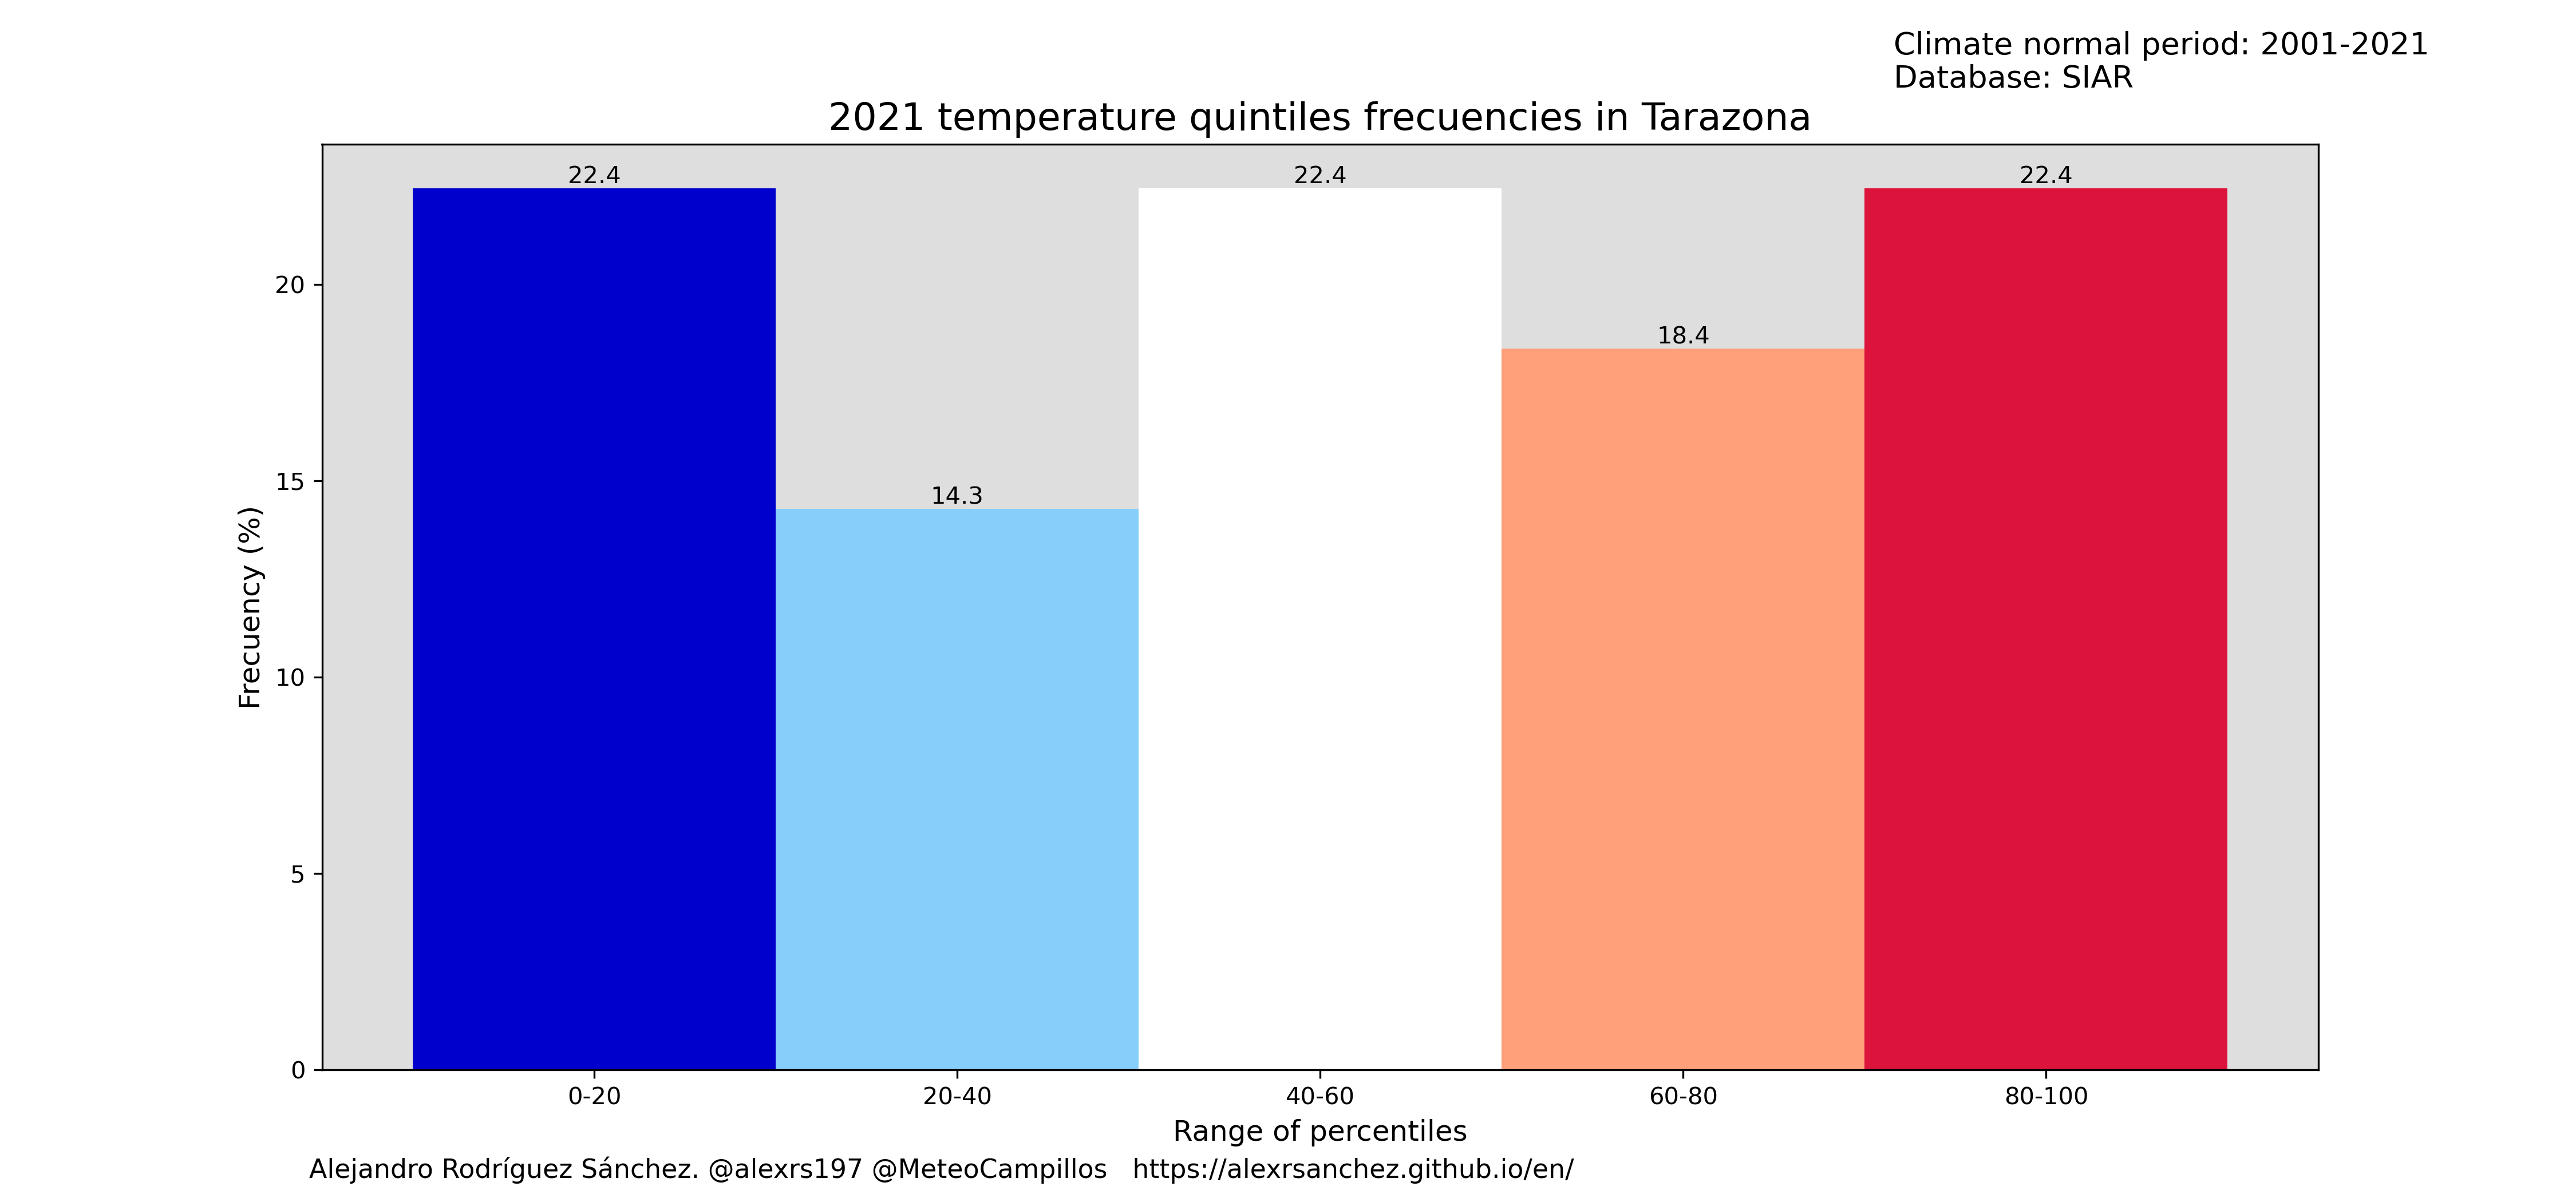 Climate normal period: 2001-2021
Database: SIAR
2021 temperature quintiles frecuencies in Tarazona
22.4
22.4
22.4
20
18.4
15
14.3
Frecuency (%)
10
5
0
0-20
20-40
40-60
60-80
80-100
Range of percentiles
Alejandro Rodríguez Sánchez. @alexrs197 @MeteoCampillos https://alexrsanchez.github.io/en/